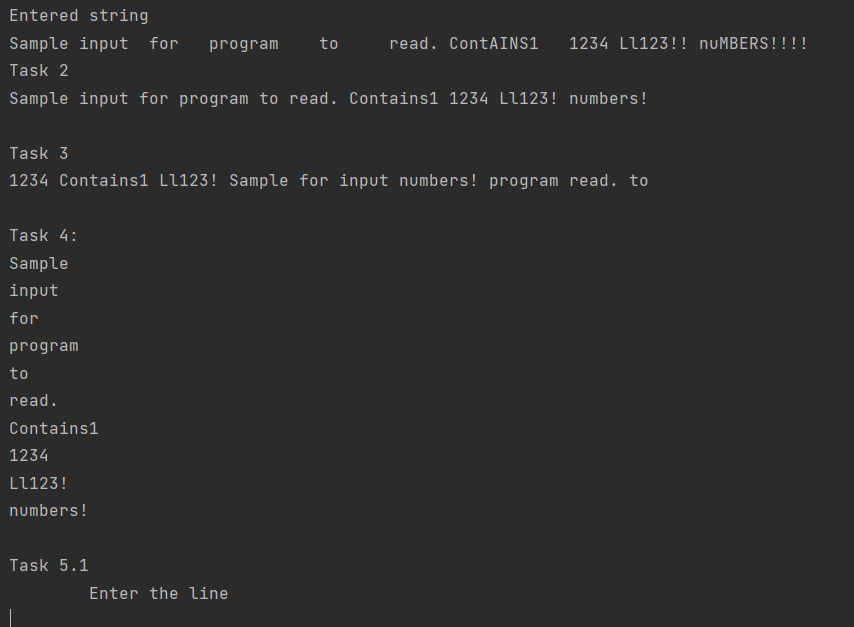 Entered string
Sample input  for   program    to     read. ContAINS1   1234 Ll123!! nuMBERS!!!!
Task 2
Sample input for program to read. Contains1 1234 Ll123! numbers!
Task 3
1234 Contains1 Ll123! Sample for input numbers! program read. to
Task 4:
Sample
input
for
program
to
read.
Contains1
1234
Ll123!
numbers!
Task 5.1
        Enter the line